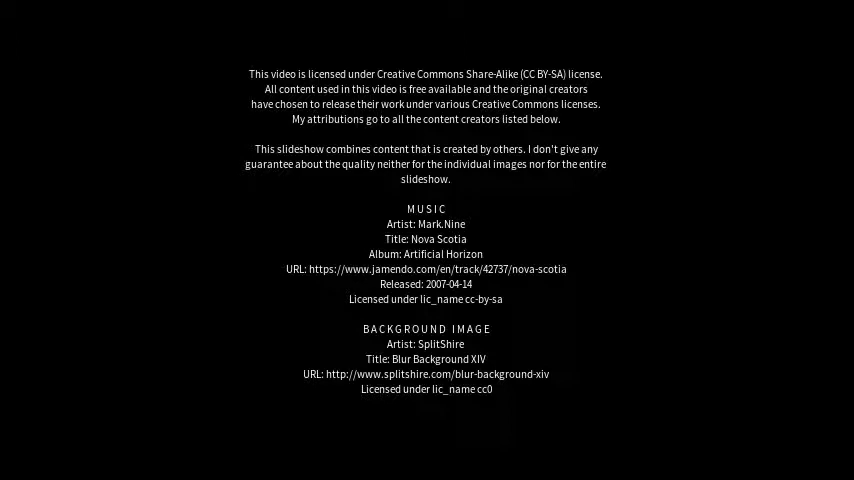 This video is licensed under Creative Commons Share-Alike (CC BY-SA) license.
All content used in this video is free available and the original creators
have chosen to release their work under various Creative Commons licenses.
My attributions go to all the content creators listed below.
This slideshow combines content that is created by others. I don't give any
guarantee about the quality neither for the individual images nor for the entire
slideshow.
MUSIC
Artist: Mark.Nine
Title: Nova Scotia
Album: Artificial Horizon
URL: https://www.jamendo.com/en/track/42737/nova-scotia
Released: 2007-04-14
Licensed under lic_name cc-by-sa
BACKGROUND IMAGE
Artist: SplitShire
Title: Blur Background XIV
URL: http://www.splitshire.com/blur-background-xiv
Licensed under lic_name cc0